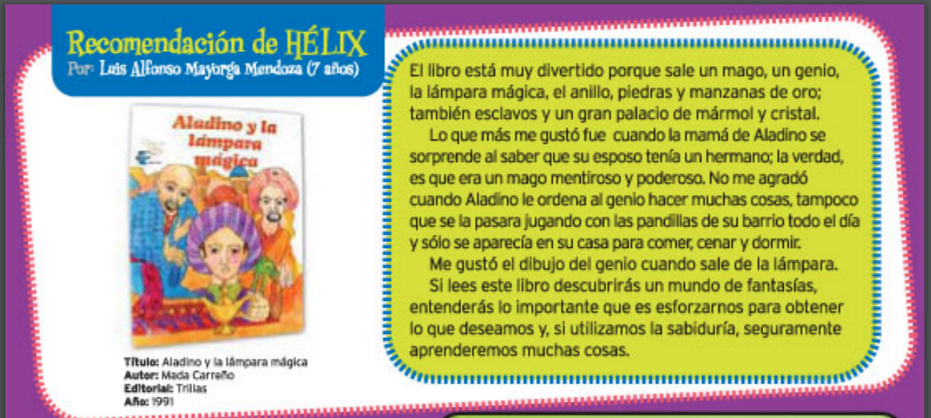 Recomendación de HÉLIX
Por: Luis Alfonso Mayorga Mendoza (7 años)
Aladino y la
lámpara
mágica
Título: Aladino y la lámpara mágica
Autor: Mada Carreño
Editorial: Trillas
Año: 1991
El libro está muy divertido porque sale un mago, un genio,
la lámpara mágica, el anillo, piedras y manzanas de oro;
también esclavos y un gran palacio de mármol y cristal.
Lo que más me gustó fue cuando la mamá de Aladino se
sorprende al saber que su esposo tenía un hermano; la verdad,
es que era un mago mentiroso y poderoso. No me agradó
cuando Aladino le ordena al genio hacer muchas cosas, tampoco
que se la pasara jugando con las pandillas de su barrio todo el día
y sólo se aparecía en su casa para comer, cenar y dormir.
Me gustó el dibujo del genio cuando sale de la lámpara.
Si lees este libro descubrirás un mundo de fantasías,
entenderás lo importante que es esforzarnos para obtener
lo que deseamos y, si utilizamos la sabiduría, seguramente
aprenderemos muchas cosas.